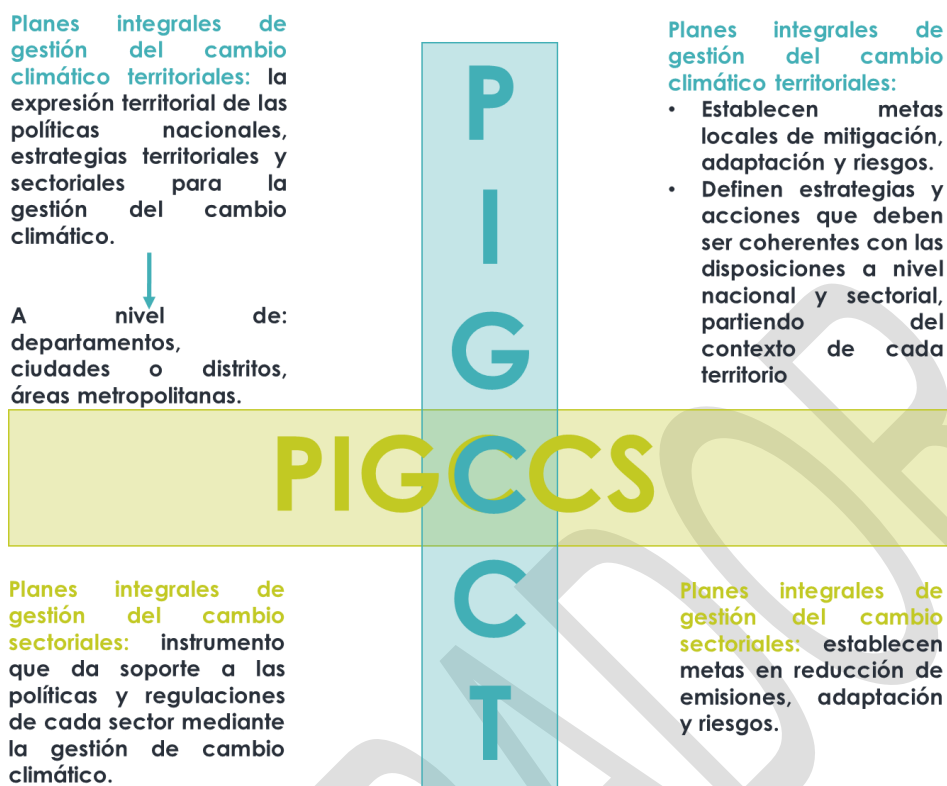 Planes integrales de
gestión del cambio
climático territoriales: la
expresión territorial de las
políticas nacionales,
estrategias territoriales y
sectoriales para la
gestión del cambio
climático.
A nivel de:
departamentos,
ciudades o distritos,
áreas metropolitanas.
P
I
G
C
C
T
Planes integrales de
gestión del cambio
climático territoriales:
• Establecen metas
locales de mitigación,
adaptación y riesgos.
• Definen estrategias y
acciones que deben
ser coherentes con las
disposiciones a nivel
nacional y sectorial,
partiendo del
contexto de cada
territorio
PIGCCS
Planes integrales de
gestión del cambio
sectoriales: instrumento
que da soporte a las
políticas y regulaciones
de cada sector mediante
la gestión de cambio
climático.
Planes integrales de
gestión del cambio
sectoriales: establecen
metas en reducción de
emisiones, adaptación
y riesgos.